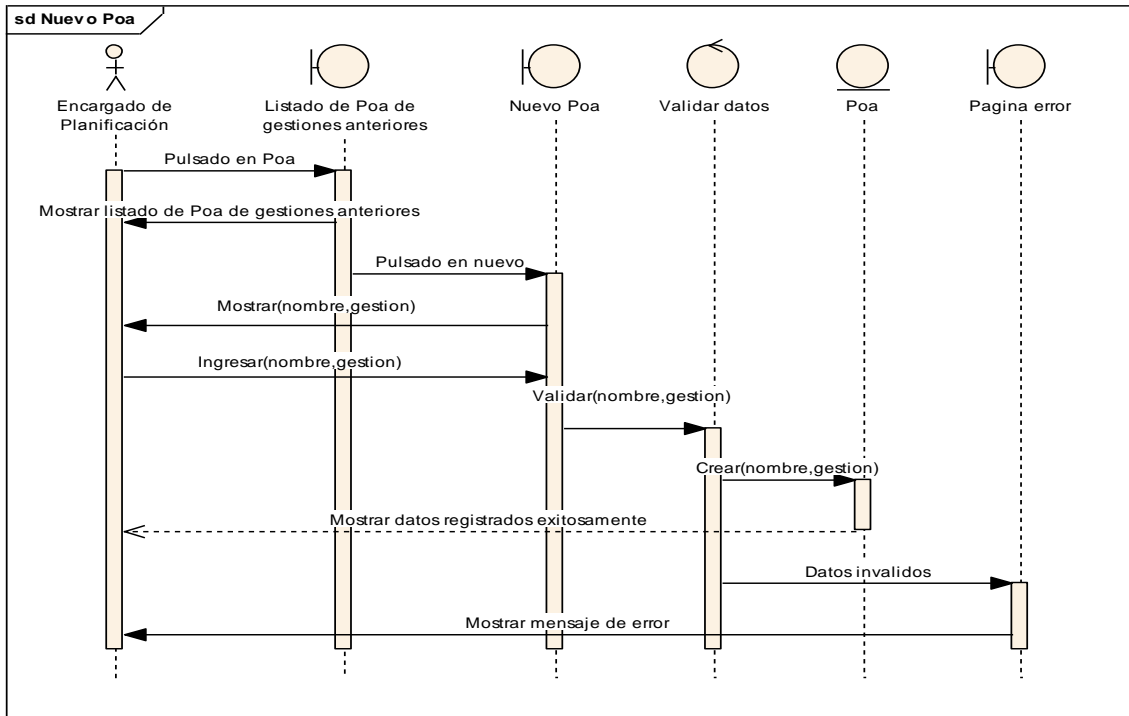 sd Nuevo Poa
Encargado de
Planificación
Listado de Poa de
gestiones anteriores
Nuevo Poa
Validar datos
Poa
Pagina error
Pulsado en Poa
Mostrar listado de Poa de gestiones anteriores
Pulsado en nuevo
Mostrar(nombre,gestion)
Ingresar(nombre,gestion)
Validar(nombre,gestion)
Crear(nombre,gestion)
Mostrar datos registrados exitosamente
Datos invalidos
Mostrar mensaje de error